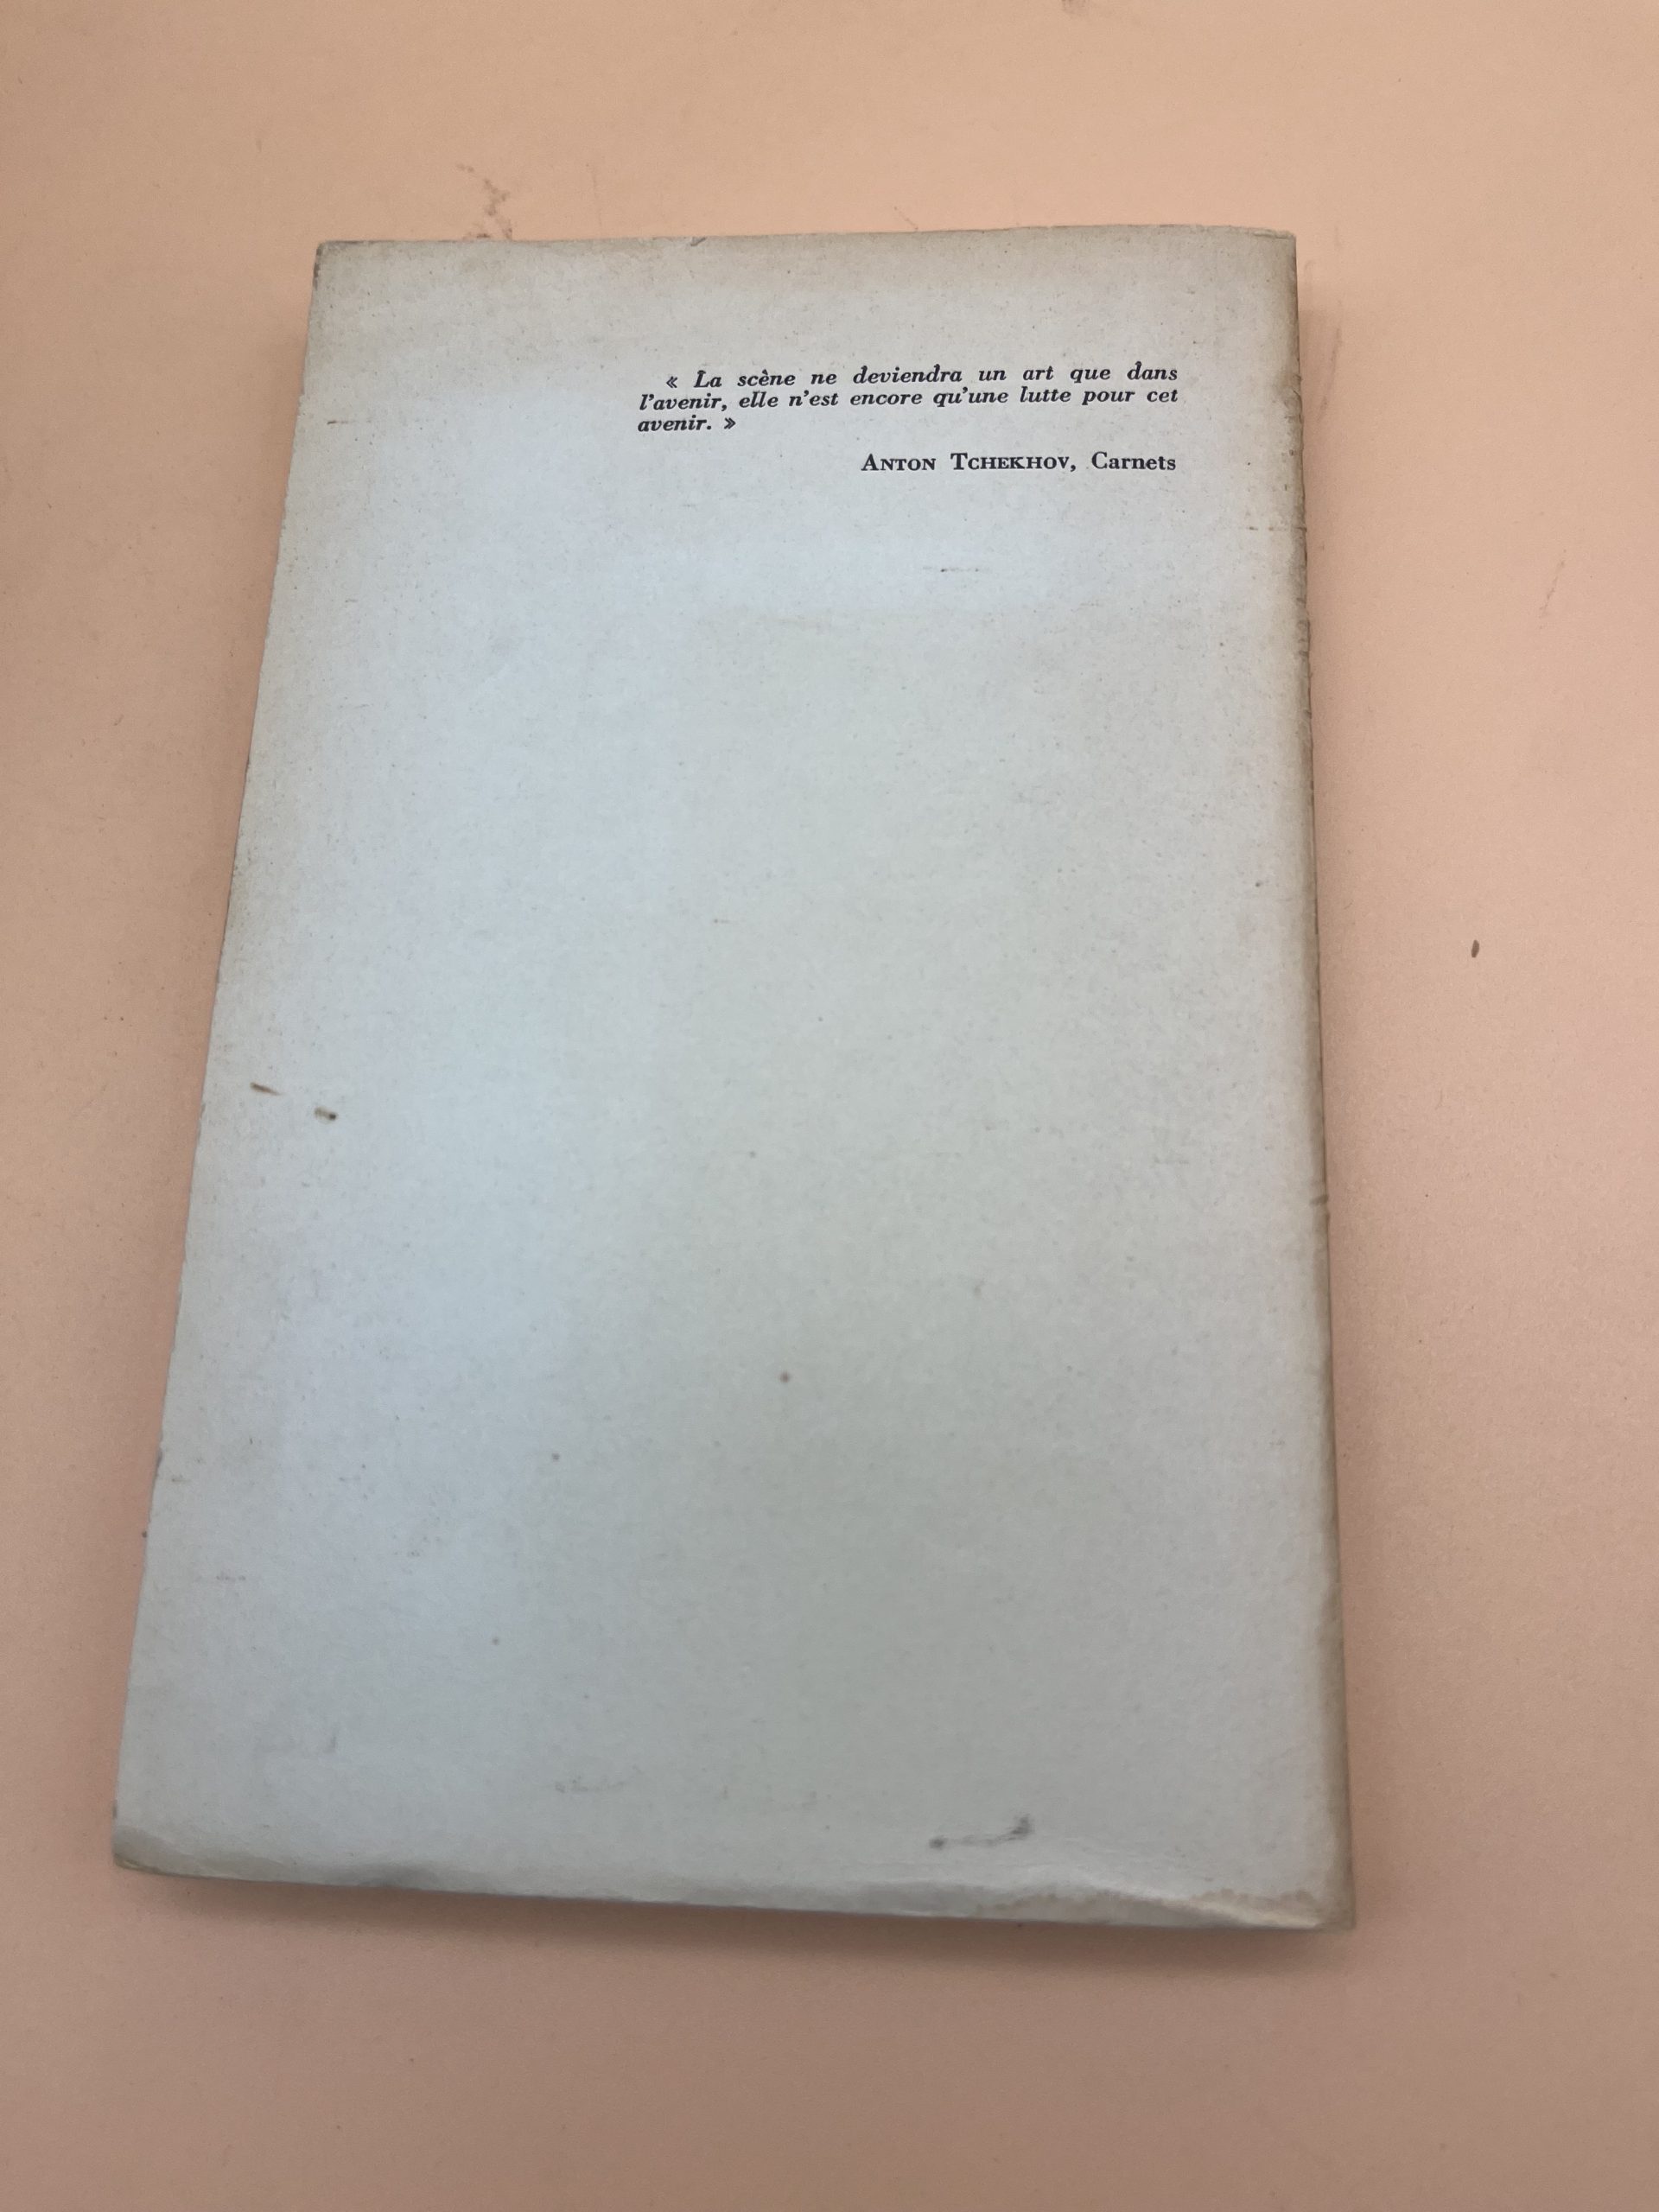 « La scène ne deviendra un art que dans
l'avenir, elle n'est encore qu'une lutte pour cet
avenir. »
Anton Tchekhov, Carnets